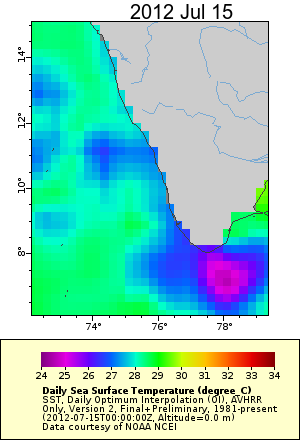 2012 Jul 15
14°
12°
10°
8°
74° 76° 78°
24 25 26 27 28 29 30 31 32 33 34
Daily Sea Surface Temperature (degree_C)
SST, Daily Optimum Interpolation (OI), AVHRR
Only, Version 2, Final+Preliminary, 1981-present
(2012-07-15T00:00:00Z, Altitude=0.0 m)
Data courtesy of NOAA NCEI